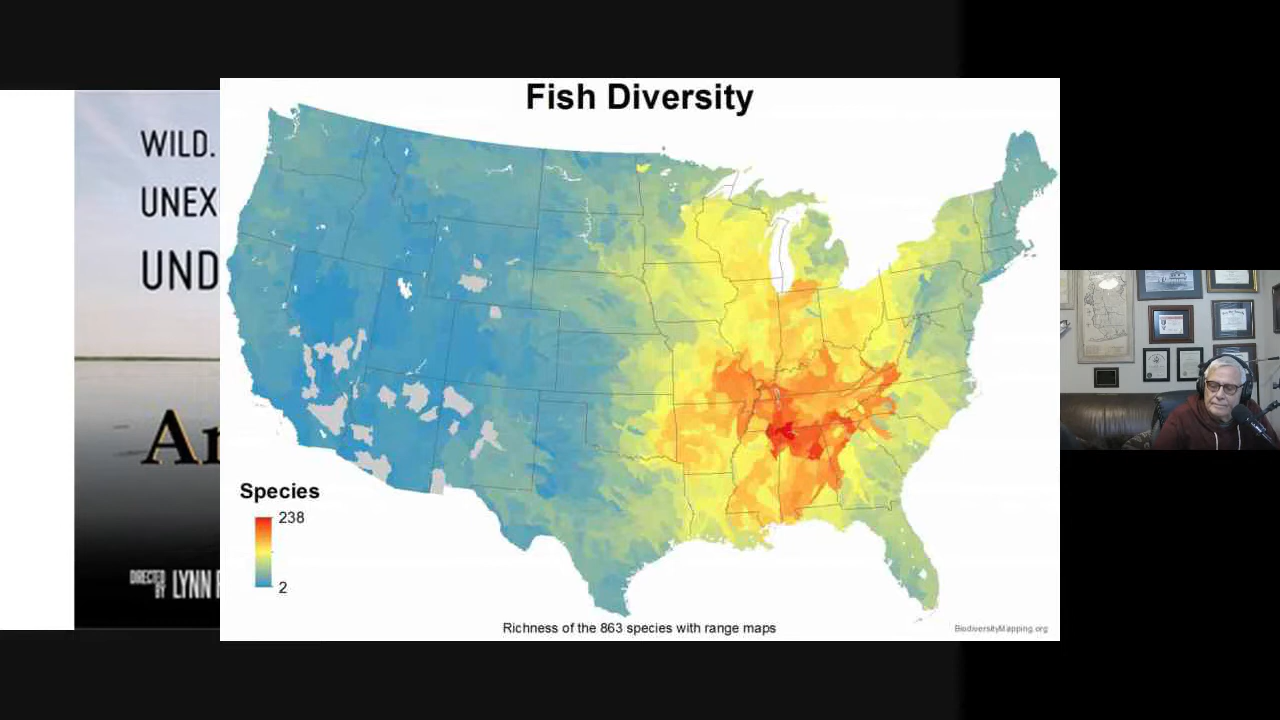 Fish Diversity
WILD.
UNEX
UND
An
DIRECTED BY LYNN
Species
238
2
Richness of the 863 species with range maps
BiodiversityMapping.org